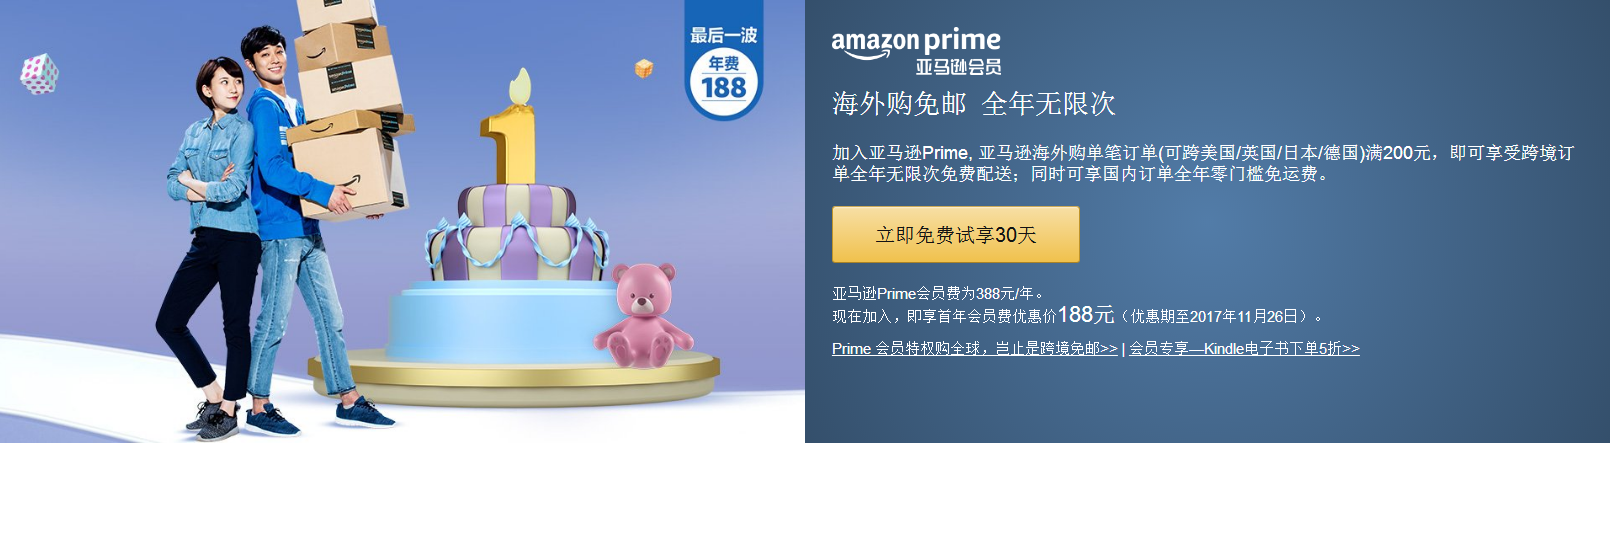 最后一波
年费
188
1
amazon prime
亚马逊会员
海外购免邮 全年无限次
加入亚马逊Prime, 亚马逊海外购单笔订单(可跨美国/英国/日本/德国)满200元，即可享受跨境订
单全年无限次免费配送；同时可享国内订单全年零门槛免运费。
立即免费试享30天
亚马逊Prime会员费为388元/年。
现在加入，即享首年会员费优惠价188元（优惠期至2017年11月26日）。
Prime 会员特权购全球，岂止是跨境免邮>> | 会员专享—Kindle电子书下单5折>>